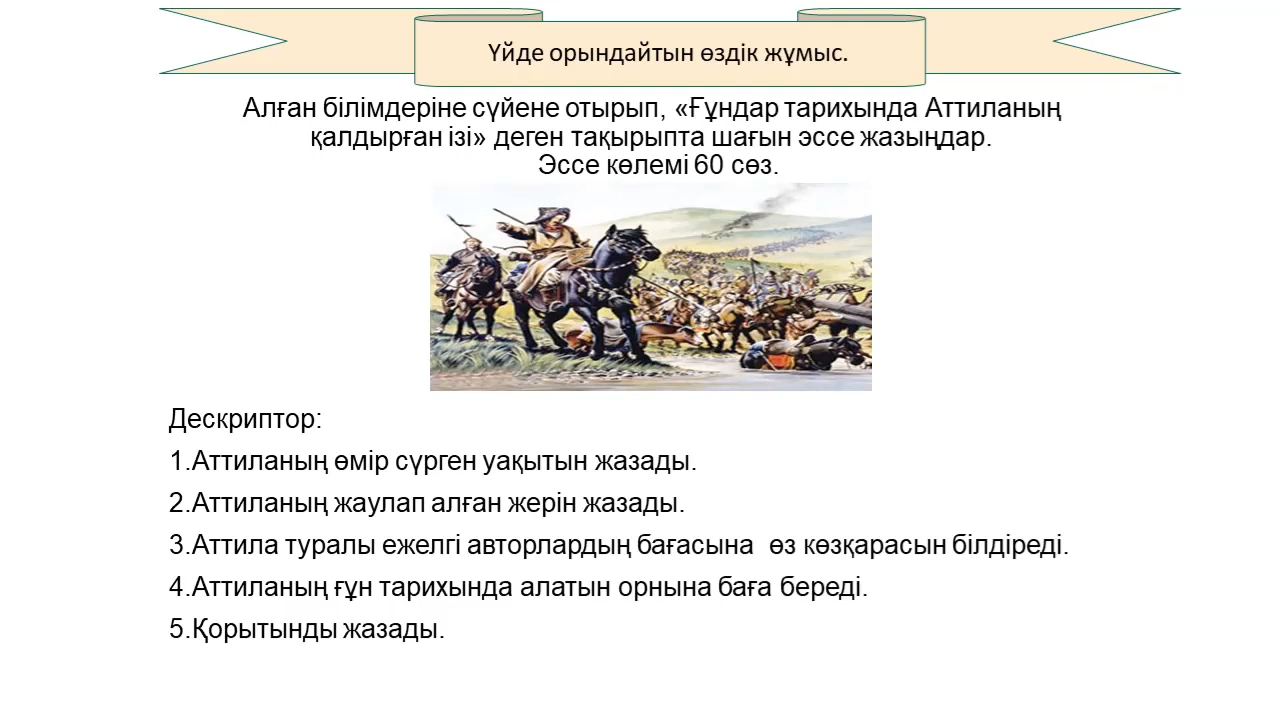 Үйде орындайтын өздік жұмыс.
Алған білімдеріне сүйене отырып, «Ғұндар тарихында Аттиланың
қалдырған ізі» деген тақырыпта шағын эссе жазыңдар.
Эссе көлемі 60 сөз.
Дескриптор:
1.Аттиланың өмір сүрген уақытын жазады.
2.Аттиланың жаулап алған жерін жазады.
3.Аттила туралы ежелгі авторлардың бағасына  өз көзқарасын білдіреді.
4.Аттиланың ғұн тарихында алатын орнына баға береді.
5.Қорытынды жазады.